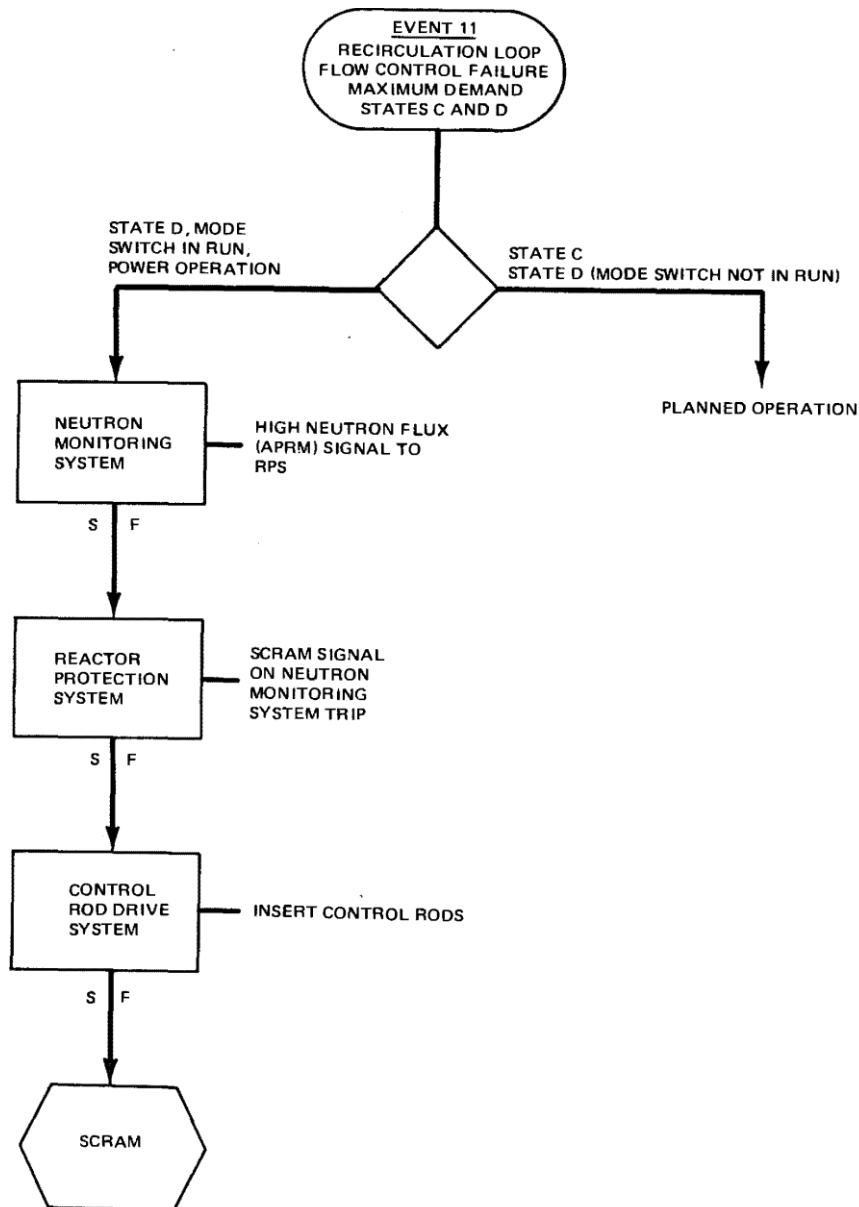 EVENT 11
RECIRCULATION LOOP
FLOW CONTROL FAILURE
MAXIMUM DEMAND
STATES C AND D
STATE D, MODE
SWITCH IN RUN,
POWER OPERATION
STATE C
STATE D (MODE SWITCH NOT IN RUN)
PLANNED OPERATION
NEUTRON
MONITORING
SYSTEM
HIGH NEUTRON FLUX
(APRM) SIGNAL TO
RPS
S F
REACTOR
PROTECTION
SYSTEM
SCRAM SIGNAL
ON NEUTRON
MONITORING
SYSTEM TRIP
S F
CONTROL
ROD DRIVE
SYSTEM
INSERT CONTROL RODS
S F
SCRAM